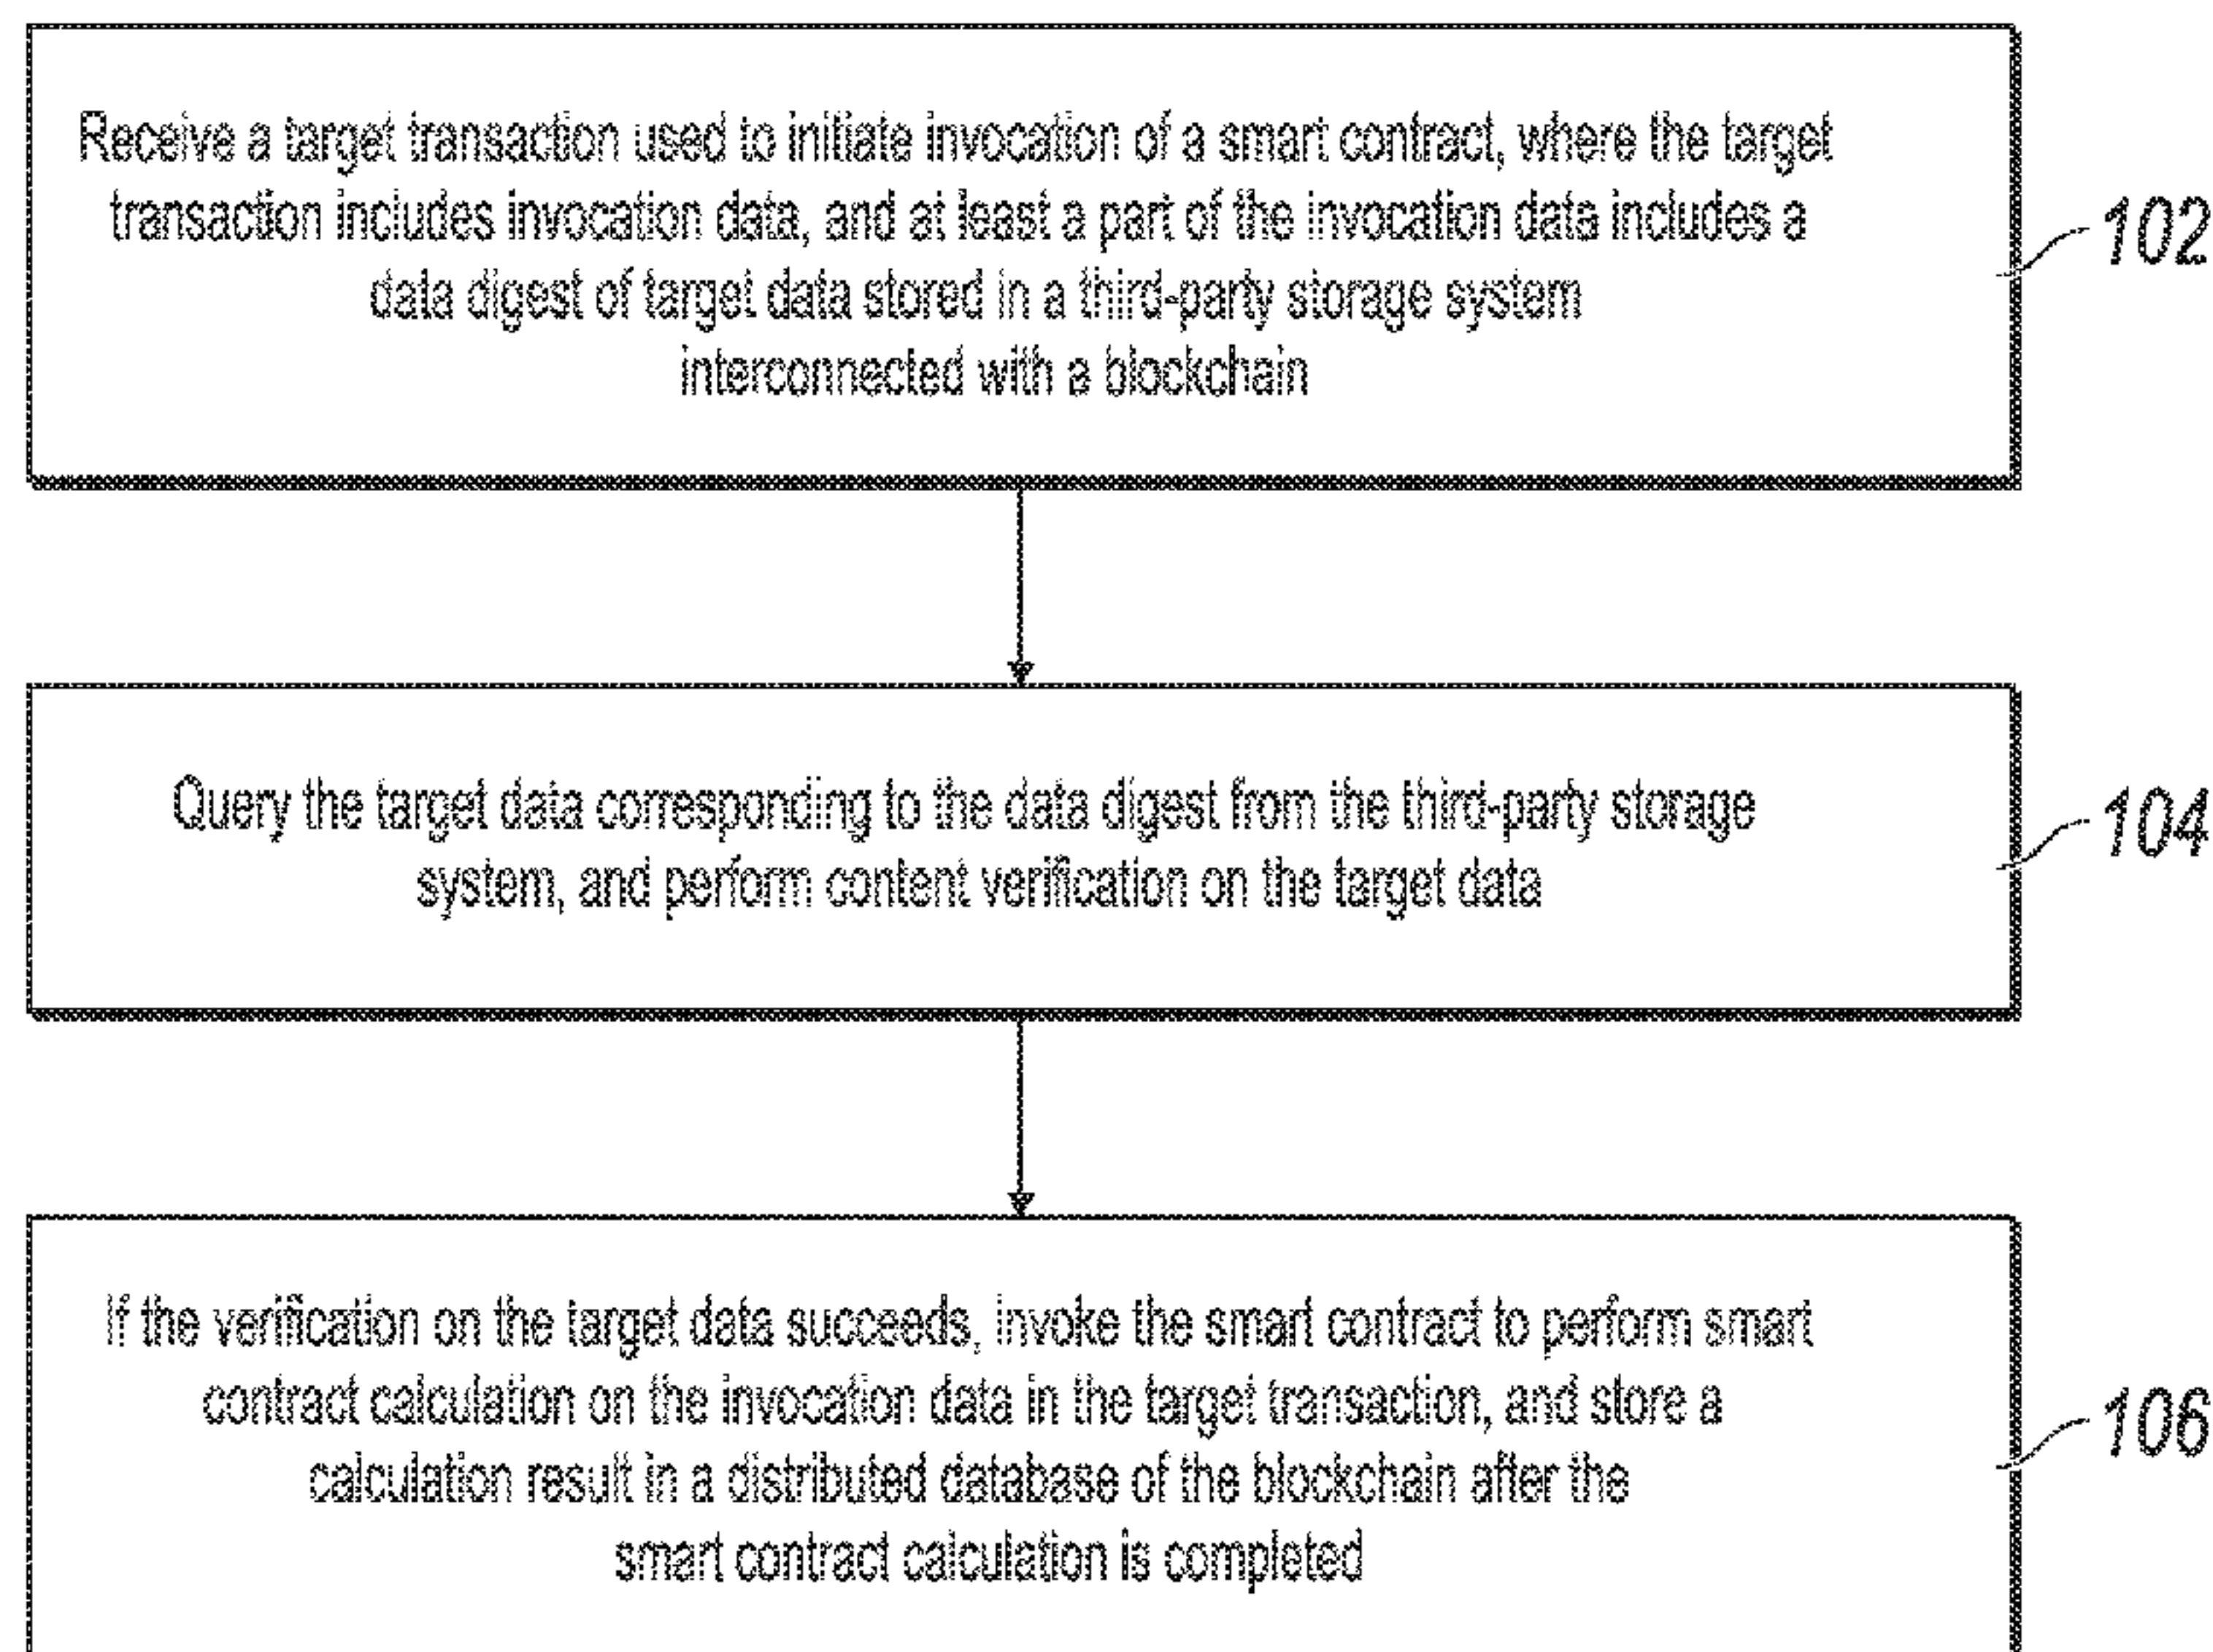 Receive a target transaction used to initiate invocation of a smart contract, where the target
transaction includes invocation data, and at least a part of the invocation data includes a
data digest of target data stored in a third-party storage system
interconnected with a blockchain
102
Query the target data corresponding to the data digest from the third-party storage
system, and perform content verification on the target data
104
If the verification on the target data succeeds, invoke the smart contract to perform smart
contract calculation on the invocation data in the target transaction, and store a
calculation result in a distributed database of the blockchain after the
smart contract calculation is completed
106